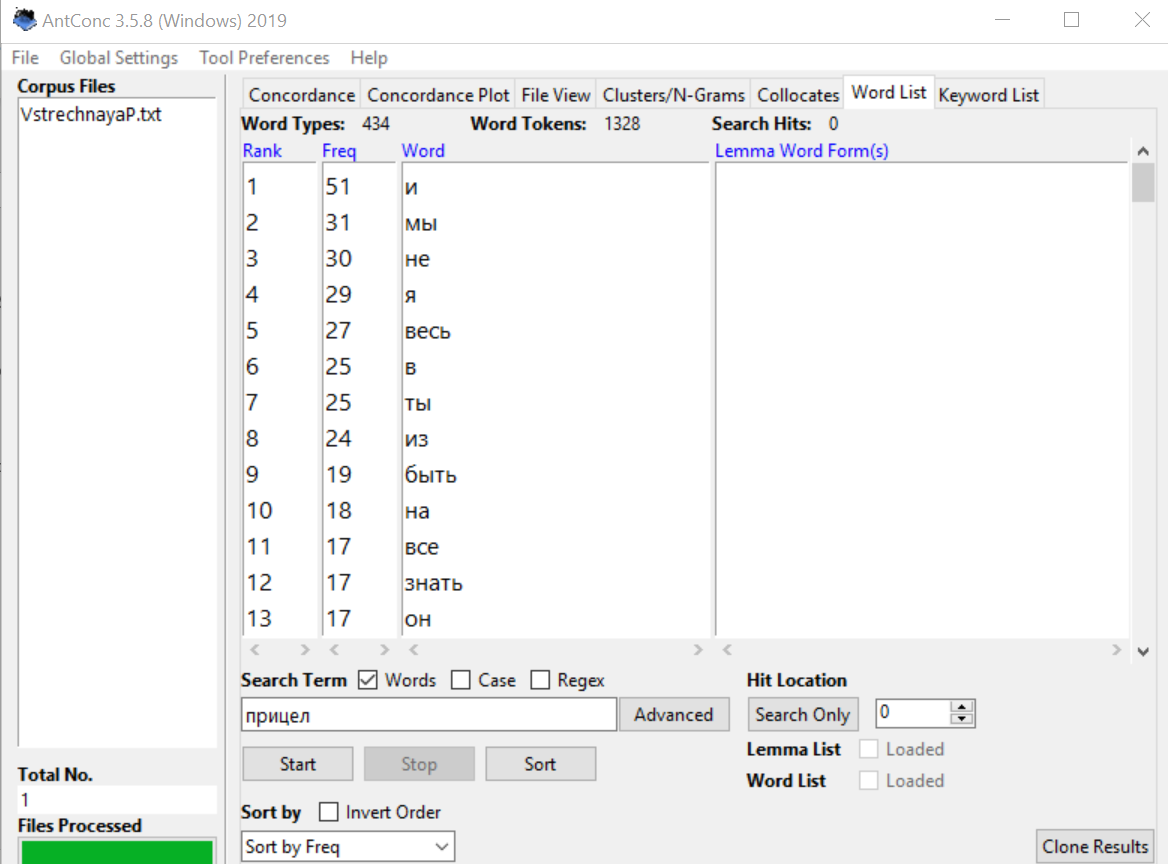 AntConc 3.5.8 (Windows) 2019
File Global Settings Tool Preferences Help
Corpus Files
VstrechnayaP.txt
Concordance Concordance Plot File View Clusters/N-Grams Collocates Word List Keyword List
Word Types: 434 Word Tokens: 1328 Search Hits: 0
Rank Freq Word Lemma Word Form(s)
1 51 и
2 31 мы
3 30 не
4 29 я
5 27 весь
6 25 в
7 25 ты
8 24 из
9 19 быть
10 18 на
11 17 все
12 17 знать
13 17 он
Search Term Words Case Regex Hit Location
прицел Advanced Search Only 0
Start Stop Sort Lemma List Loaded
Word List Loaded
Total No.
1
Files Processed
Sort by Invert Order
Sort by Freq Clone Results